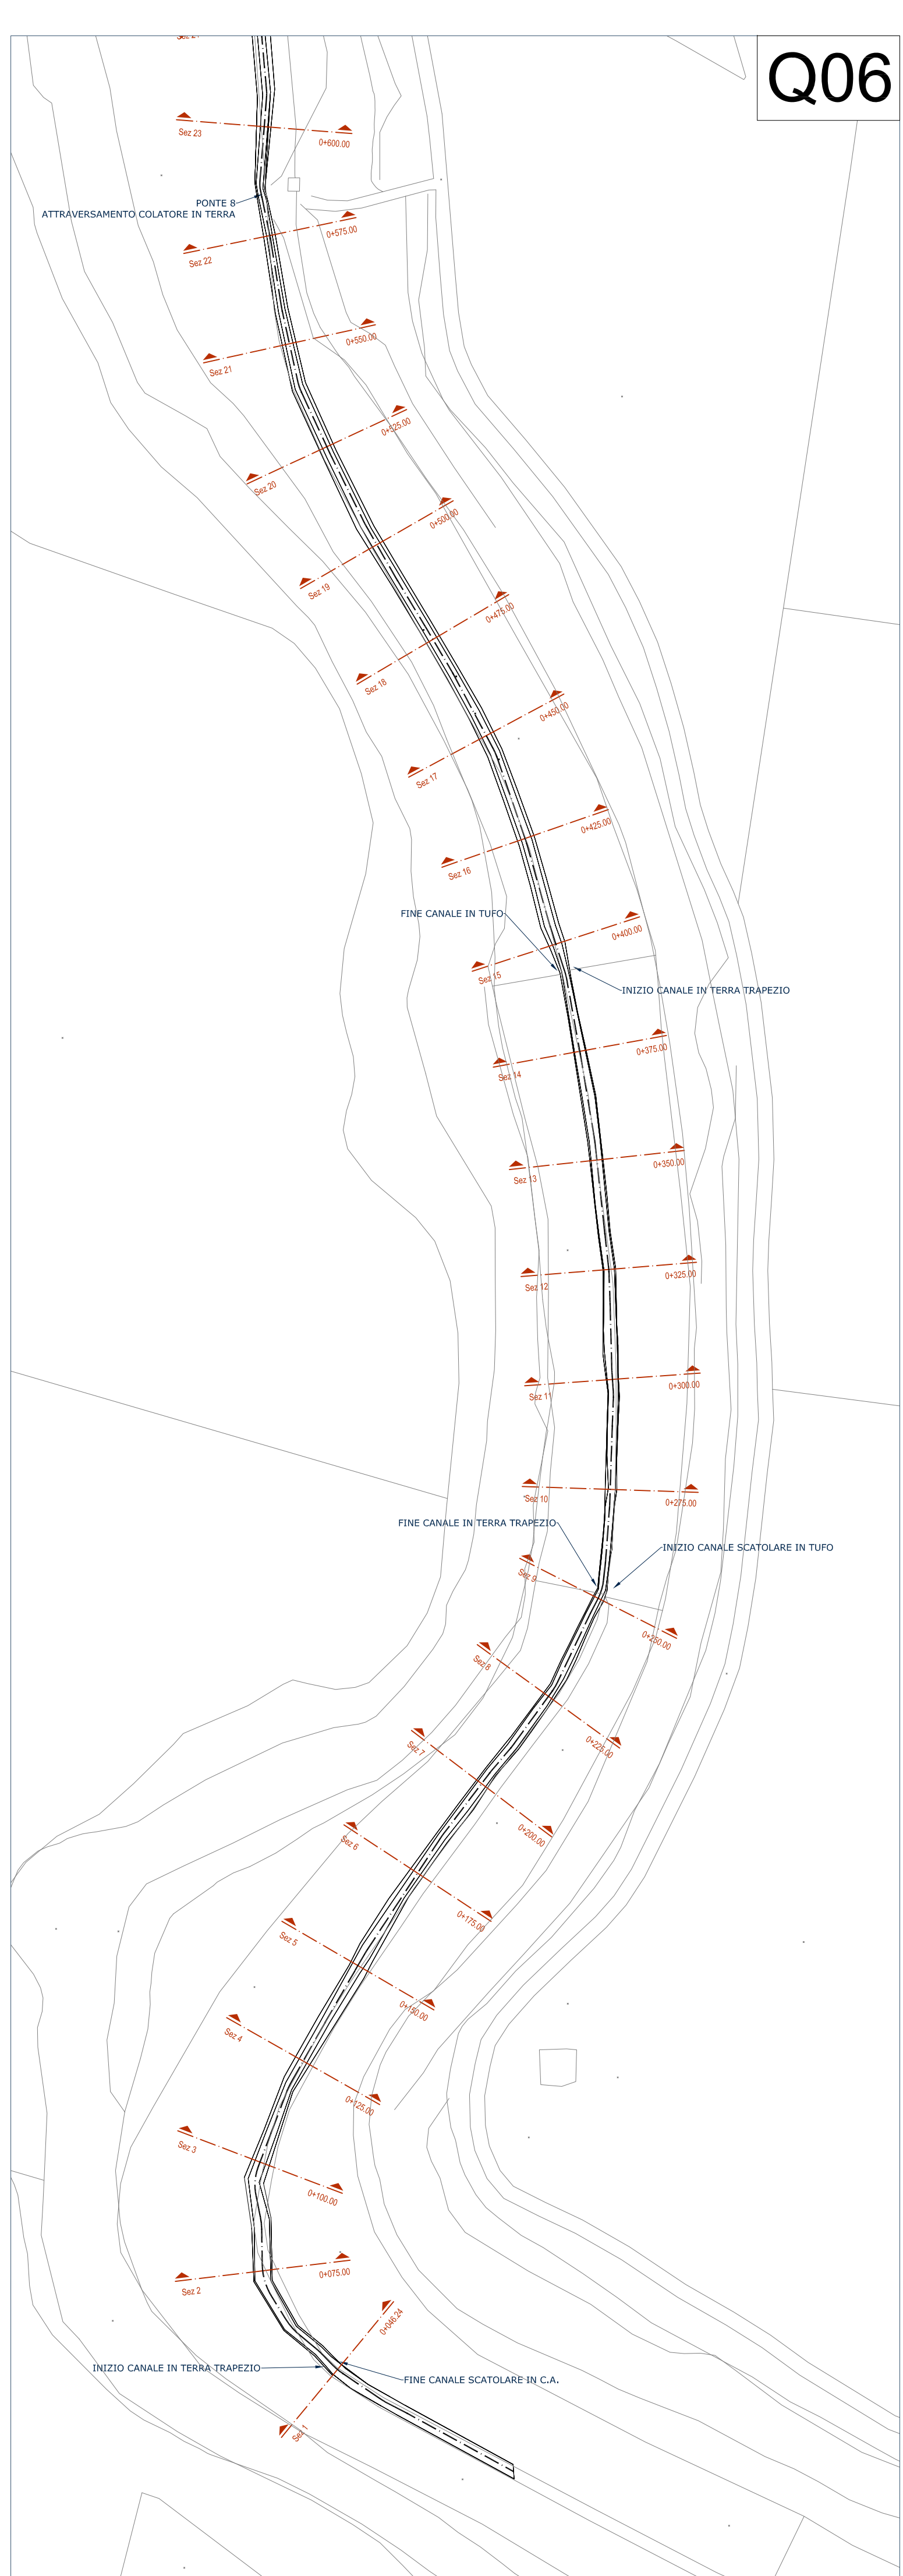 Q06
Sez 23
0+600.00
PONTE 8
ATTRAVERSAMENTO COLATORE IN TERRA
0+575.00
Sez 22
0+550.00
Sez 21
0+525.00
Sez 20
0+500.00
Sez 19
0+475.00
Sez 18
0+450.00
Sez 17
0+425.00
Sez 16
FINE CANALE IN TUFO
0+400.00
Sez 15
INIZIO CANALE IN TERRA TRAPEZIO
0+375.00
Sez 14
0+350.00
Sez 13
0+325.00
Sez 12
0+300.00
Sez 11
Sez 10
0+275.00
FINE CANALE IN TERRA TRAPEZIO
INIZIO CANALE SCATOLARE IN TUFO
Sez 9
0+250.00
Sez 8
0+225.00
Sez 7
0+200.00
Sez 6
0+175.00
Sez 5
0+150.00
Sez 4
0+125.00
Sez 3
0+100.00
0+075.00
Sez 2
0+046.24
INIZIO CANALE IN TERRA TRAPEZIO
FINE CANALE SCATOLARE IN C.A.
Sez 1